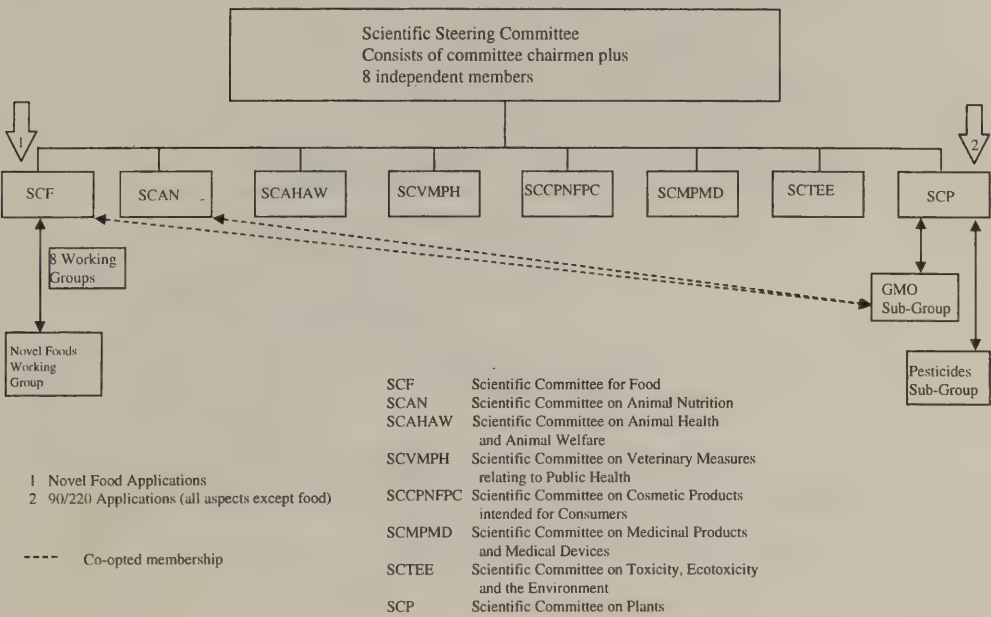 Scientific Steering Committee
Consists of committee chairmen plus
8 independent members
1
2
SCF
SCAN
SCAHAW
SCVMPH
SCCPNFPC
SCMPMD
SCTEE
SCP
8 Working
Groups
GMO
Sub-Group
Novel Foods
Working
Group
Pesticides
Sub-Group
SCF Scientific Committee for Food
SCAN Scientific Committee on Animal Nutrition
SCAHAW Scientific Committee on Animal Health
and Animal Welfare
SCVMPH Scientific Committee on Veterinary Measures
relating to Public Health
SCCPNFPC Scientific Committee on Cosmetic Products
intended for Consumers
SCMPMD Scientific Committee on Medicinal Products
and Medical Devices
SCTEE Scientific Committee on Toxicity, Ecotoxicity
and the Environment
SCP Scientific Committee on Plants
1 Novel Food Applications
2 90/220 Applications (all aspects except food)
---- Co-opted membership